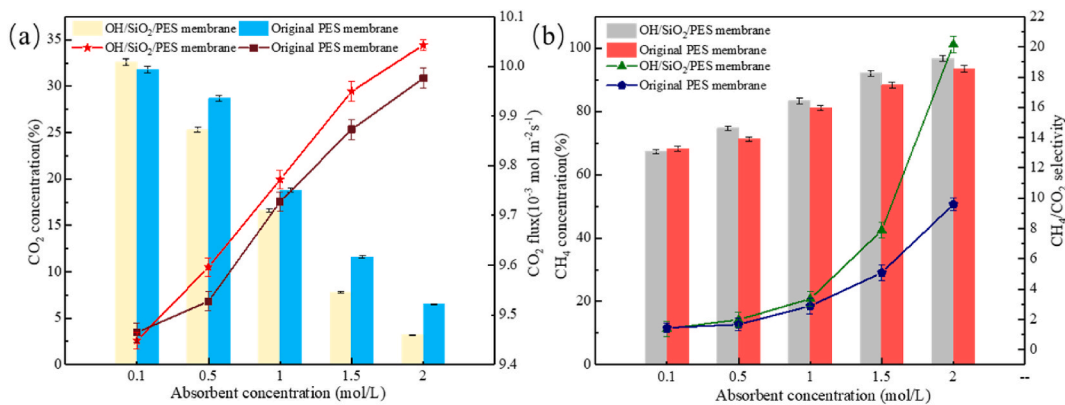 (a)
OH/SiO₂/PES membrane
Original PES membrane
OH/SiO₂/PES membrane
Original PES membrane
CO₂ concentration(%)
35
30
25
20
15
10
5
0
10.1
10.0
9.9
9.8
9.7
9.6
9.5
9.4
CO₂ flux(10⁻³ mol m⁻²s⁻¹)
0.1 0.5 1 1.5 2
Absorbent concentration (mol/L)
(b)
OH/SiO₂/PES membrane
Original PES membrane
OH/SiO₂/PES membrane
Original PES membrane
CH₄ concentration(%)
100
80
60
40
20
0
22
20
18
16
14
12
10
8
6
4
2
0
CH₄/CO₂ selectivity
0.1 0.5 1 1.5 2 --
Absorbent concentration (mol/L)